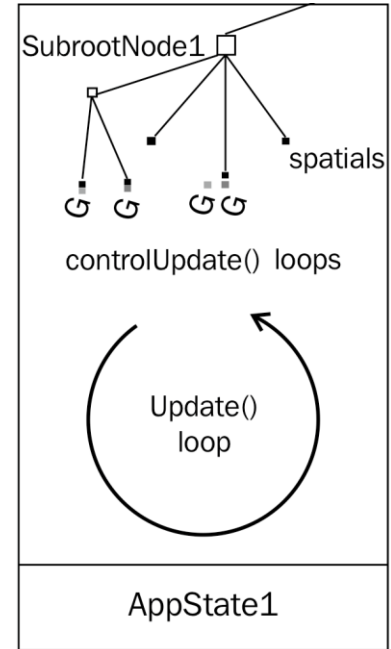 SubrootNode1
spatials
G G G G
controlUpdate() loops
Update()
loop
AppState1